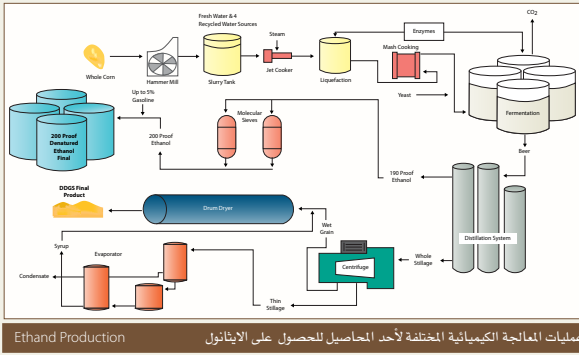 Fresh Water & 4
Recycled Water Sources
CO2
Enzymes
Steam
Mash Cooking
Whole Corn
Hammer Mill
Slurry Tank
Jet Cooker
Liquefaction
Yeast
Fermentation
Up to 5%
Gasoline
Molecular
Sieves
200 Proof
Denatured
Ethanol
Final
200 Proof
Ethanol
Beer
190 Proof
Ethanol
DDGS Final
Product
Drum Dryer
Wet
Grain
Distillation System
Syrup
Evaporator
Centrifuge
Whole
Stillage
Condensate
Thin
Stillage
Ethand Production
عمليات المعالجة الكيميائية المختلفة لأحد المحاصيل للحصول على الايثانول